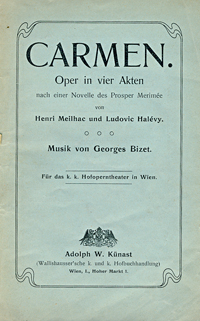 CARMEN.
Oper in vier Akten
nach einer Novelle des Prosper Merimée
von
Henri Meilhac und Ludovic Halévy.
Musik von Georges Bizet.
Für das k. k. Hofoperntheater in Wien.
Adolph W. Künast
(Wallishausser'sche k. und k. Hofbuchhandlung)
Wien, I., Hoher Markt 1.